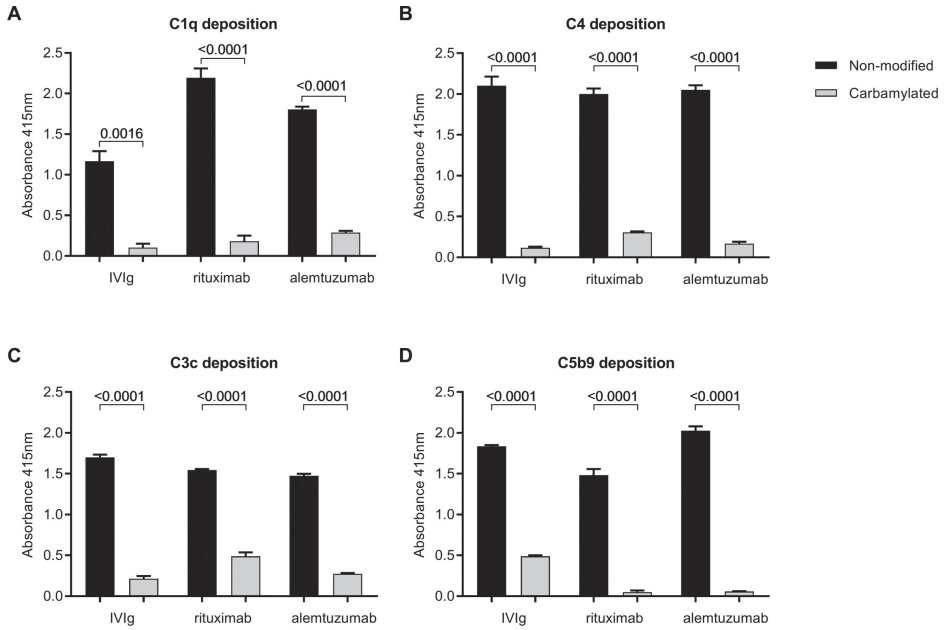 A
C1q deposition
Absorbance 415nm
2.5
2.0
1.5
1.0
0.5
0.0
0.0016
<0.0001
<0.0001
IVIg
rituximab
alemtuzumab
B
C4 deposition
Absorbance 415nm
2.5
2.0
1.5
1.0
0.5
0.0
<0.0001
<0.0001
<0.0001
IVIg
rituximab
alemtuzumab
Non-modified
Carbamylated
C
C3c deposition
Absorbance 415nm
2.5
2.0
1.5
1.0
0.5
0.0
<0.0001
<0.0001
<0.0001
IVIg
rituximab
alemtuzumab
D
C5b9 deposition
Absorbance 415nm
2.5
2.0
1.5
1.0
0.5
0.0
<0.0001
<0.0001
<0.0001
IVIg
rituximab
alemtuzumab